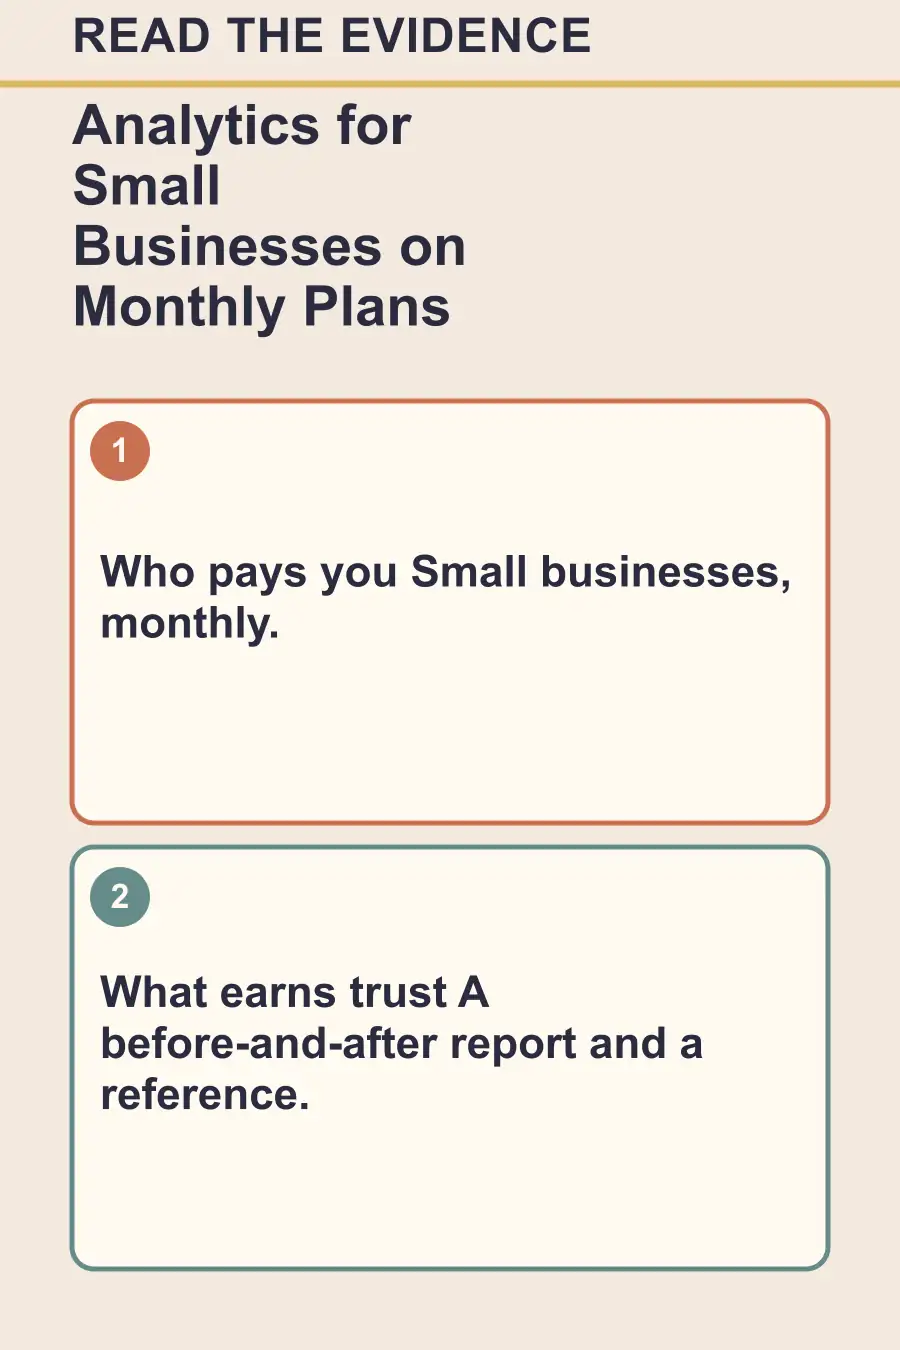 READ THE EVIDENCE
Analytics for
Small
Businesses on
Monthly Plans
1
Who pays you Small businesses,
monthly.
2
What earns trust A
before-and-after report and a
reference.